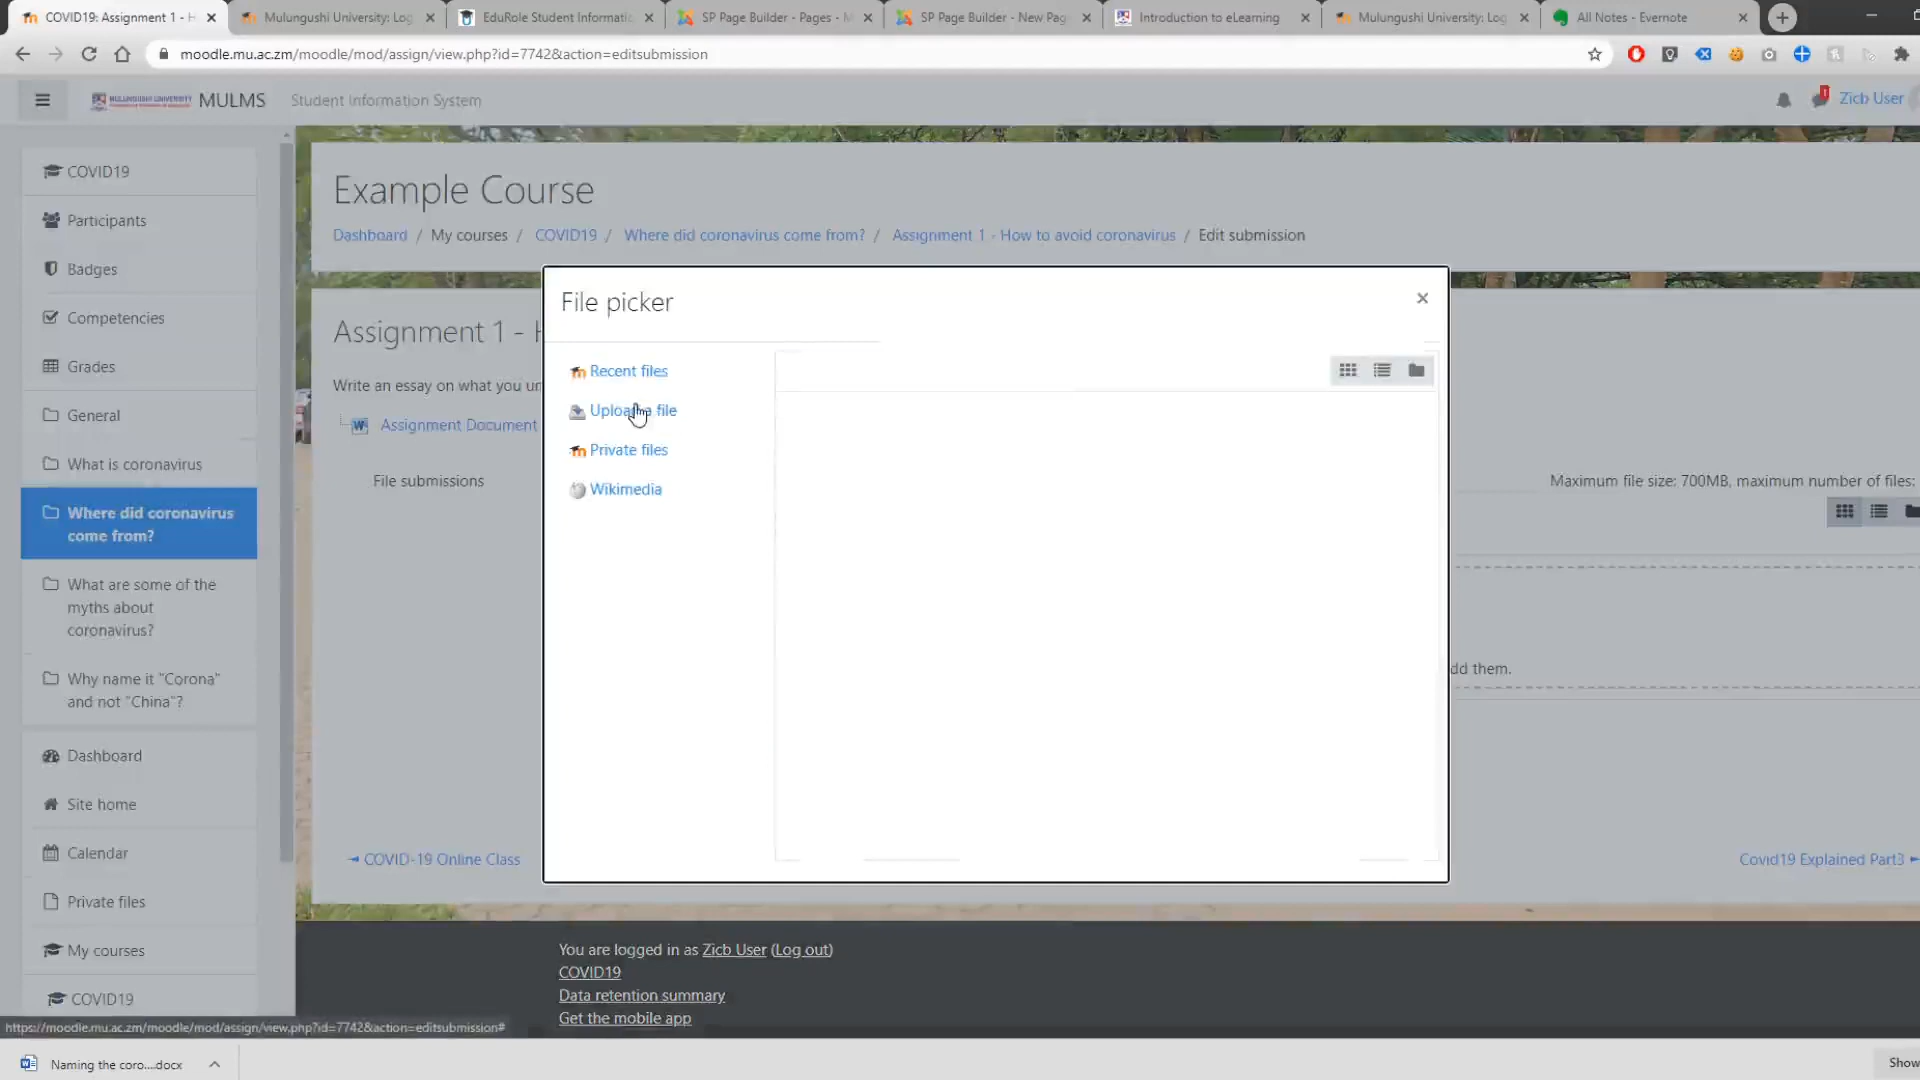 COVID19: Assignment 1 - H
Mulungushi University: Log
EduRole Student Informatic
SP Page Builder - Pages - M
SP Page Builder - New Pag
Introduction to eLearning
Mulungushi University: Log
All Notes - Evernote
moodle.mu.ac.zm/moodle/mod/assign/view.php?id=7742&action=editsubmission
MULUNGUSHI UNIVERSITY
MULMS
Student Information System
1
Zicb User
COVID19
Participants
Badges
Competencies
Grades
General
What is coronavirus
Where did coronavirus
come from?
What are some of the
myths about
coronavirus?
Why name it "Corona"
and not "China"?
Dashboard
Site home
Calendar
Private files
My courses
COVID19
Example Course
Dashboard / My courses / COVID19 / Where did coronavirus come from? / Assignment 1 - How to avoid coronavirus / Edit submission
Assignment 1 - H
Write an essay on what you un
Assignment Document
File submissions
Maximum file size: 700MB, maximum number of files:
dd them.
File picker
×
Recent files
Upload a file
Private files
Wikimedia
◄ COVID-19 Online Class
Covid19 Explained Part3 ►
You are logged in as Zicb User (Log out)
COVID19
Data retention summary
Get the mobile app
https://moodle.mu.ac.zm/moodle/mod/assign/view.php?id=7742&action=editsubmission#
Naming the coro....docx
Show